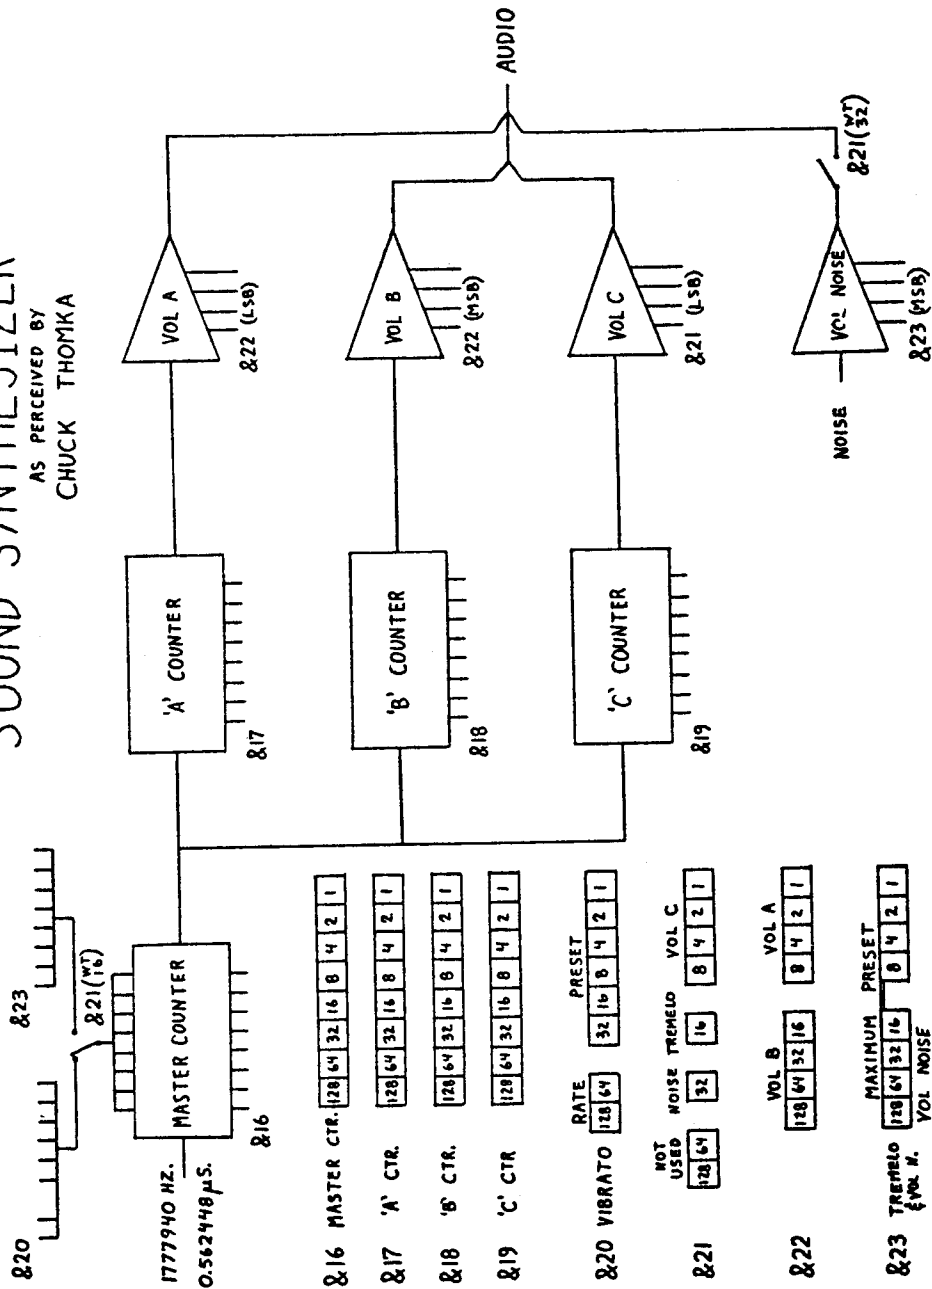 SOUND SYNTHESIZER
AS PERCEIVED BY
CHUCK THOMKA
&20
&23
&21(WT 16)
1777940 HZ.
0.562448 µS.
MASTER COUNTER
&16
'A' COUNTER
&17
VOL A
&22 (LSB)
'B' COUNTER
&18
VOL B
&22 (MSB)
'C' COUNTER
&19
VOL C
&21 (LSB)
NOISE
VOL NOISE
&23 (MSB)
&21(WT 32)
AUDIO
&16 MASTER CTR. 128 64 32 16 8 4 2 1
&17 'A' CTR. 128 64 32 16 8 4 2 1
&18 'B' CTR. 128 64 32 16 8 4 2 1
&19 'C' CTR 128 64 32 16 8 4 2 1
RATE PRESET
&20 VIBRATO 128 64 32 16 8 4 2 1
NOT USED NOISE TREMELO VOL C
&21 128 64 32 16 8 4 2 1
VOL B VOL A
&22 128 64 32 16 8 4 2 1
MAXIMUM PRESET
&23 TREMELO & VOL N. 128 64 32 16 8 4 2 1
VOL NOISE